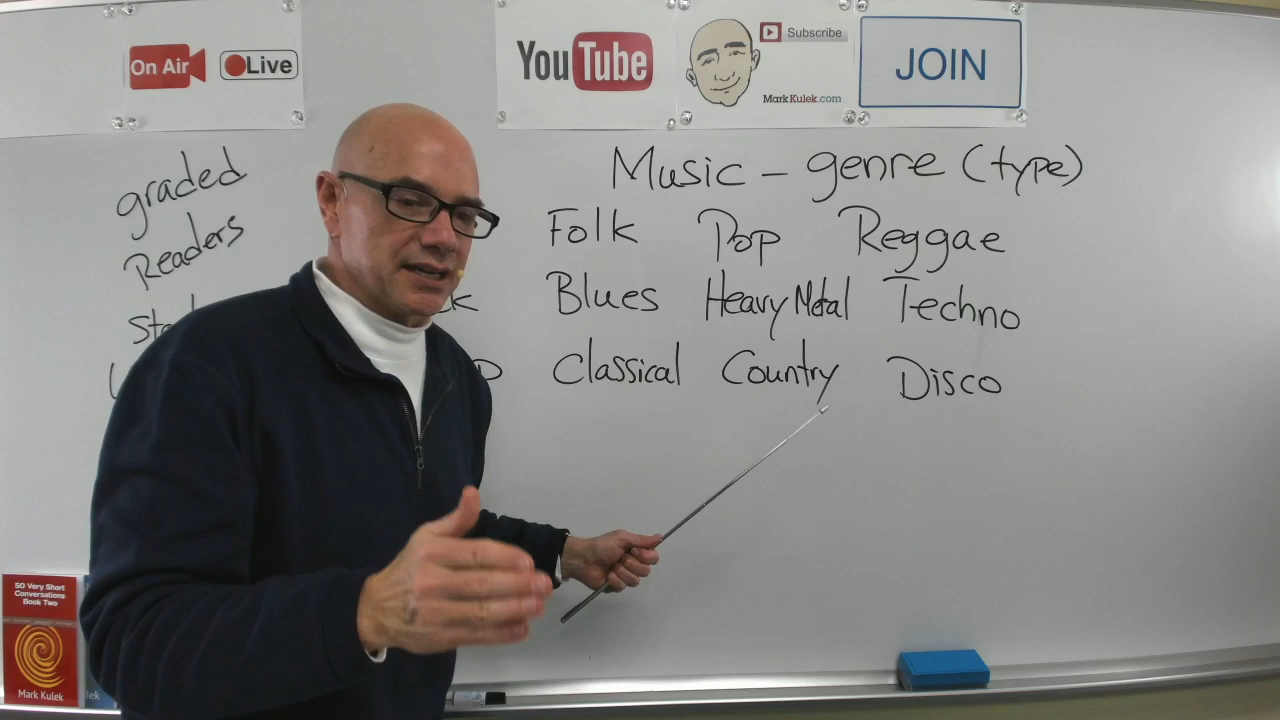 On Air
Live
YouTube
Subscribe
MarkKulek.com
JOIN
graded
Readers
Music - genre (type)
Folk Pop Reggae
Blues Heavy Metal Techno
Classical Country Disco
50 Very Short
Conversations
Book Two
Mark Kulek